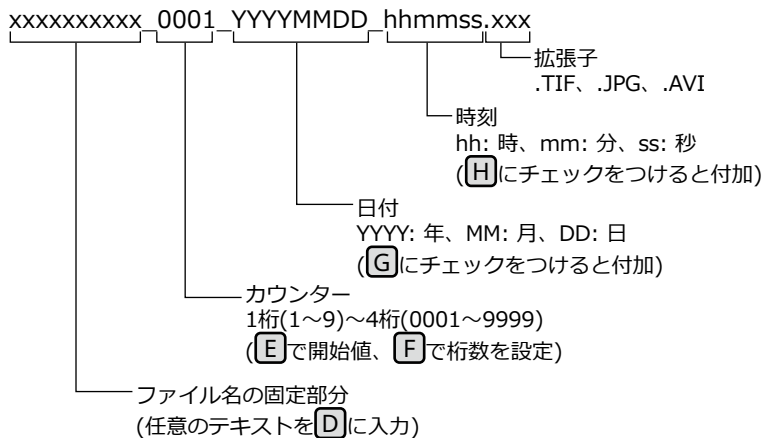 xxxxxxxxxx_0001_YYYYMMDD_hhmmss.xxx
拡張子
.TIF、.JPG、.AVI
時刻
hh: 時、mm: 分、ss: 秒
(Hにチェックをつけると付加)
日付
YYYY: 年、MM: 月、DD: 日
(Gにチェックをつけると付加)
カウンター
1桁(1～9)～4桁(0001～9999)
(Eで開始値、Fで桁数を設定)
ファイル名の固定部分
(任意のテキストをDに入力)